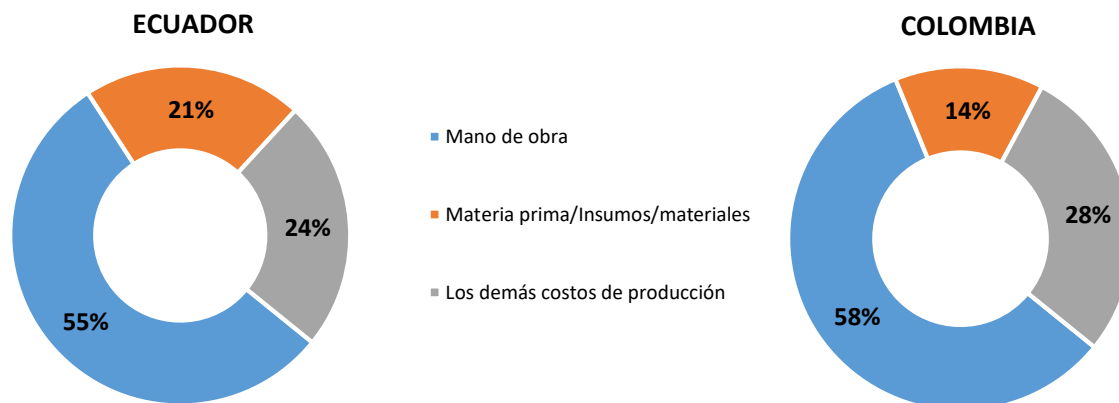 ECUADOR
21%
24%
55%
Mano de obra
Materia prima/Insumos/materiales
Los demás costos de producción
COLOMBIA
14%
28%
58%